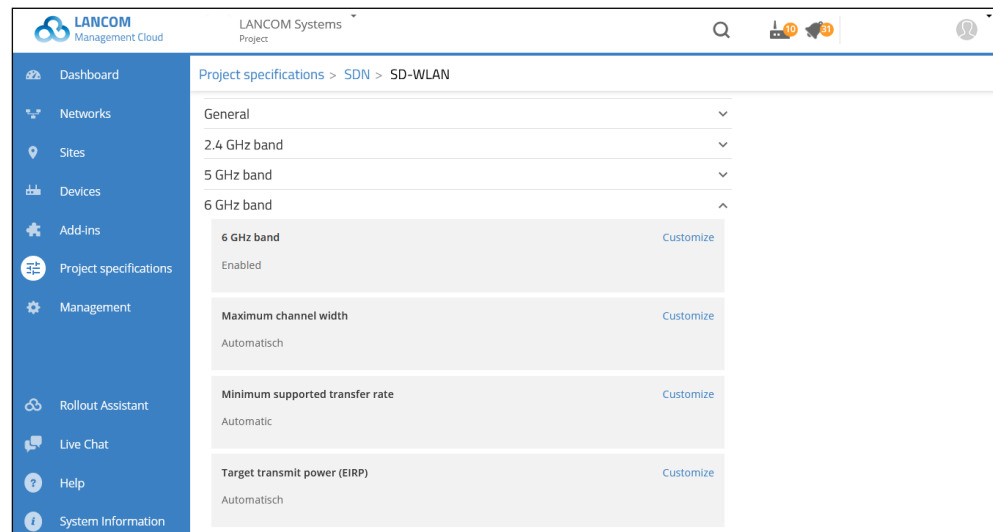 LANCOM
Management Cloud
LANCOM Systems
Project
10
31
Dashboard
Networks
Sites
Devices
Add-ins
Project specifications
Management
Rollout Assistant
Live Chat
Help
System Information
Project specifications > SDN > SD-WLAN
General
2.4 GHz band
5 GHz band
6 GHz band
6 GHz band Customize
Enabled
Maximum channel width Customize
Automatisch
Minimum supported transfer rate Customize
Automatic
Target transmit power (EIRP) Customize
Automatisch